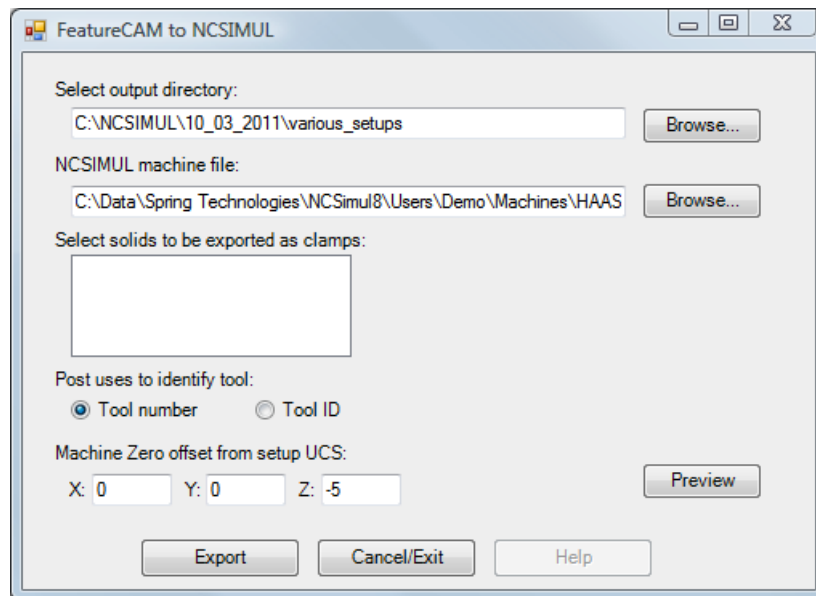 FeatureCAM to NCSIMUL
Select output directory:
C:\NCSIMUL\10_03_2011\various_setups
Browse...
NCSIMUL machine file:
C:\Data\Spring Technologies\NCSimul8\Users\Demo\Machines\HAAS
Browse...
Select solids to be exported as clamps:
Post uses to identify tool:
Tool number Tool ID
Machine Zero offset from setup UCS:
X: 0 Y: 0 Z: -5
Preview
Export Cancel/Exit Help